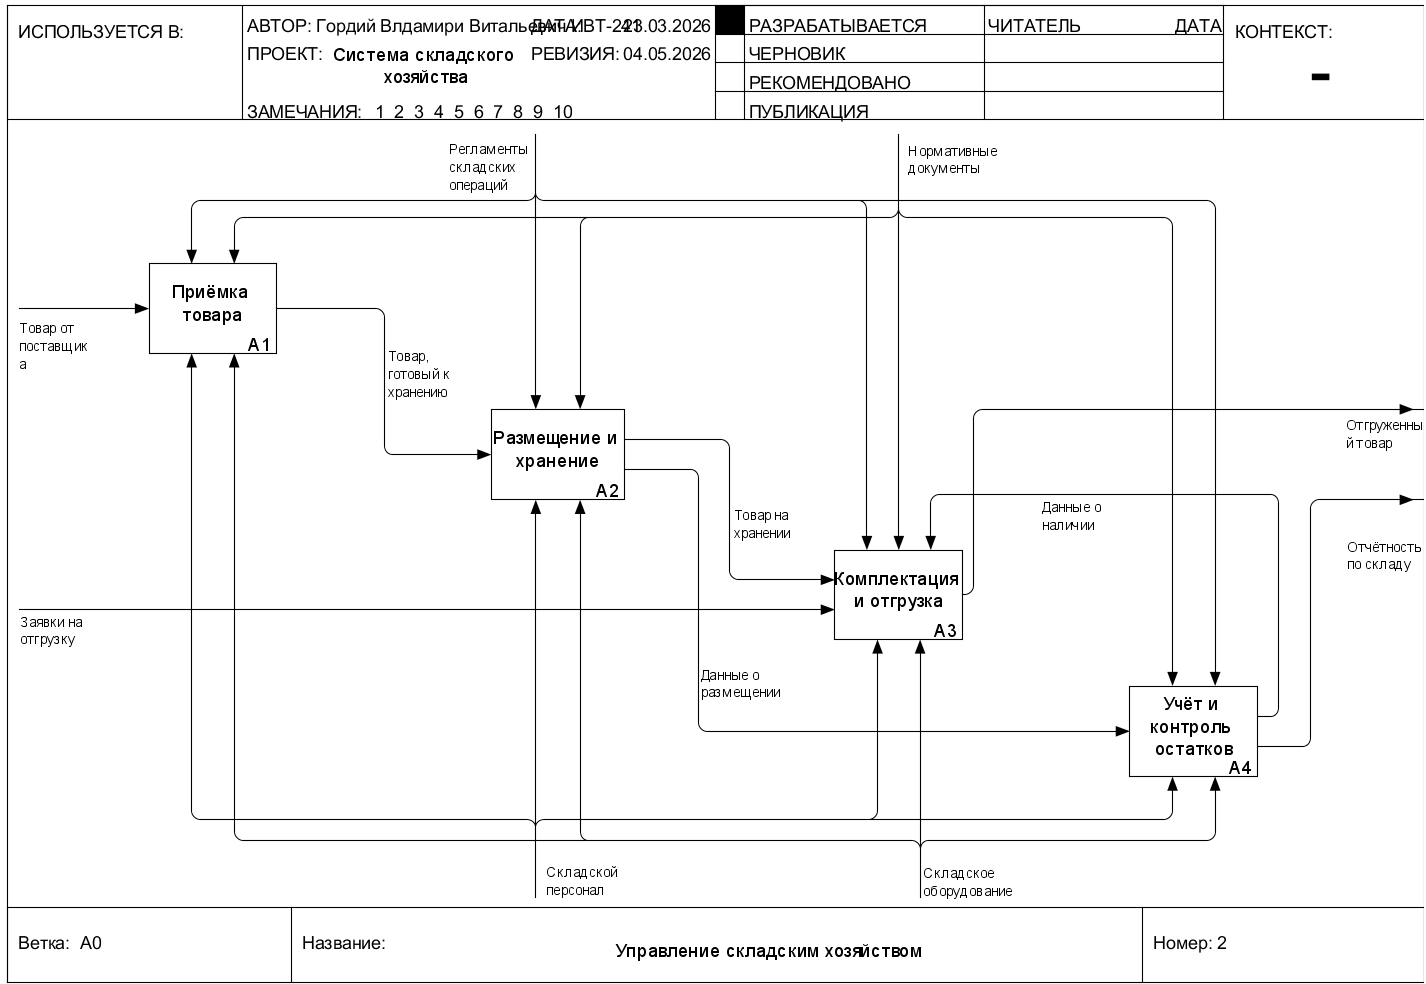 ИСПОЛЬЗУЕТСЯ В:
АВТОР: Гордий Влдамири Витальевич ИВТ-221
ДАТА: 43.03.2026
ПРОЕКТ: Система складского
хозяйства
РЕВИЗИЯ: 04.05.2026
ЗАМЕЧАНИЯ: 1 2 3 4 5 6 7 8 9 10
РАЗРАБАТЫВАЕТСЯ
ЧЕРНОВИК
РЕКОМЕНДОВАНО
ПУБЛИКАЦИЯ
ЧИТАТЕЛЬ ДАТА
КОНТЕКСТ:
Регламенты
складских
операций
Нормативные
документы
Приёмка
товара
A1
Товар от
поставщик
а
Товар,
готовый к
хранению
Размещение и
хранение
A2
Отгруженны
й товар
Товар на
хранении
Данные о
наличии
Отчётность
по складу
Комплектация
и отгрузка
A3
Заявки на
отгрузку
Данные о
размещении
Учёт и
контроль
остатков
A4
Складской
персонал
Складское
оборудование
Ветка: A0
Название:
Управление складским хозяйством
Номер: 2